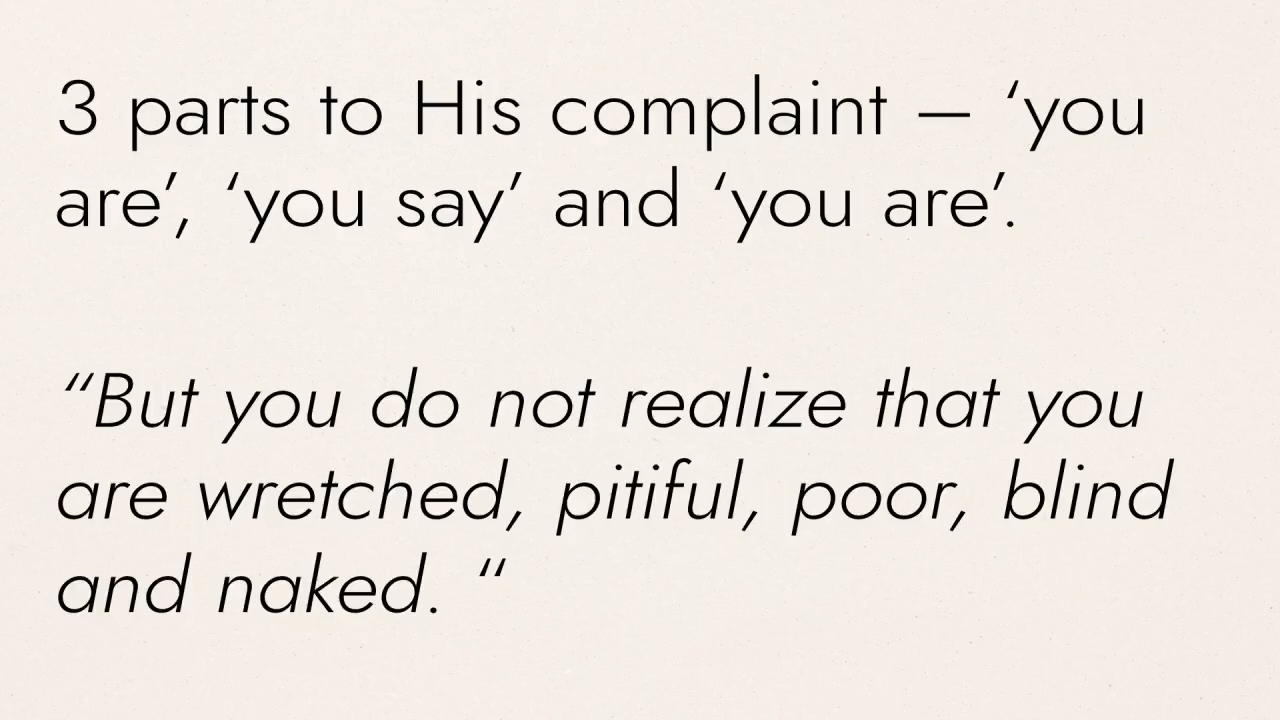 3 parts to His complaint – ‘you
are’, ‘you say’ and ‘you are’.
“But you do not realize that you
are wretched, pitiful, poor, blind
and naked. “